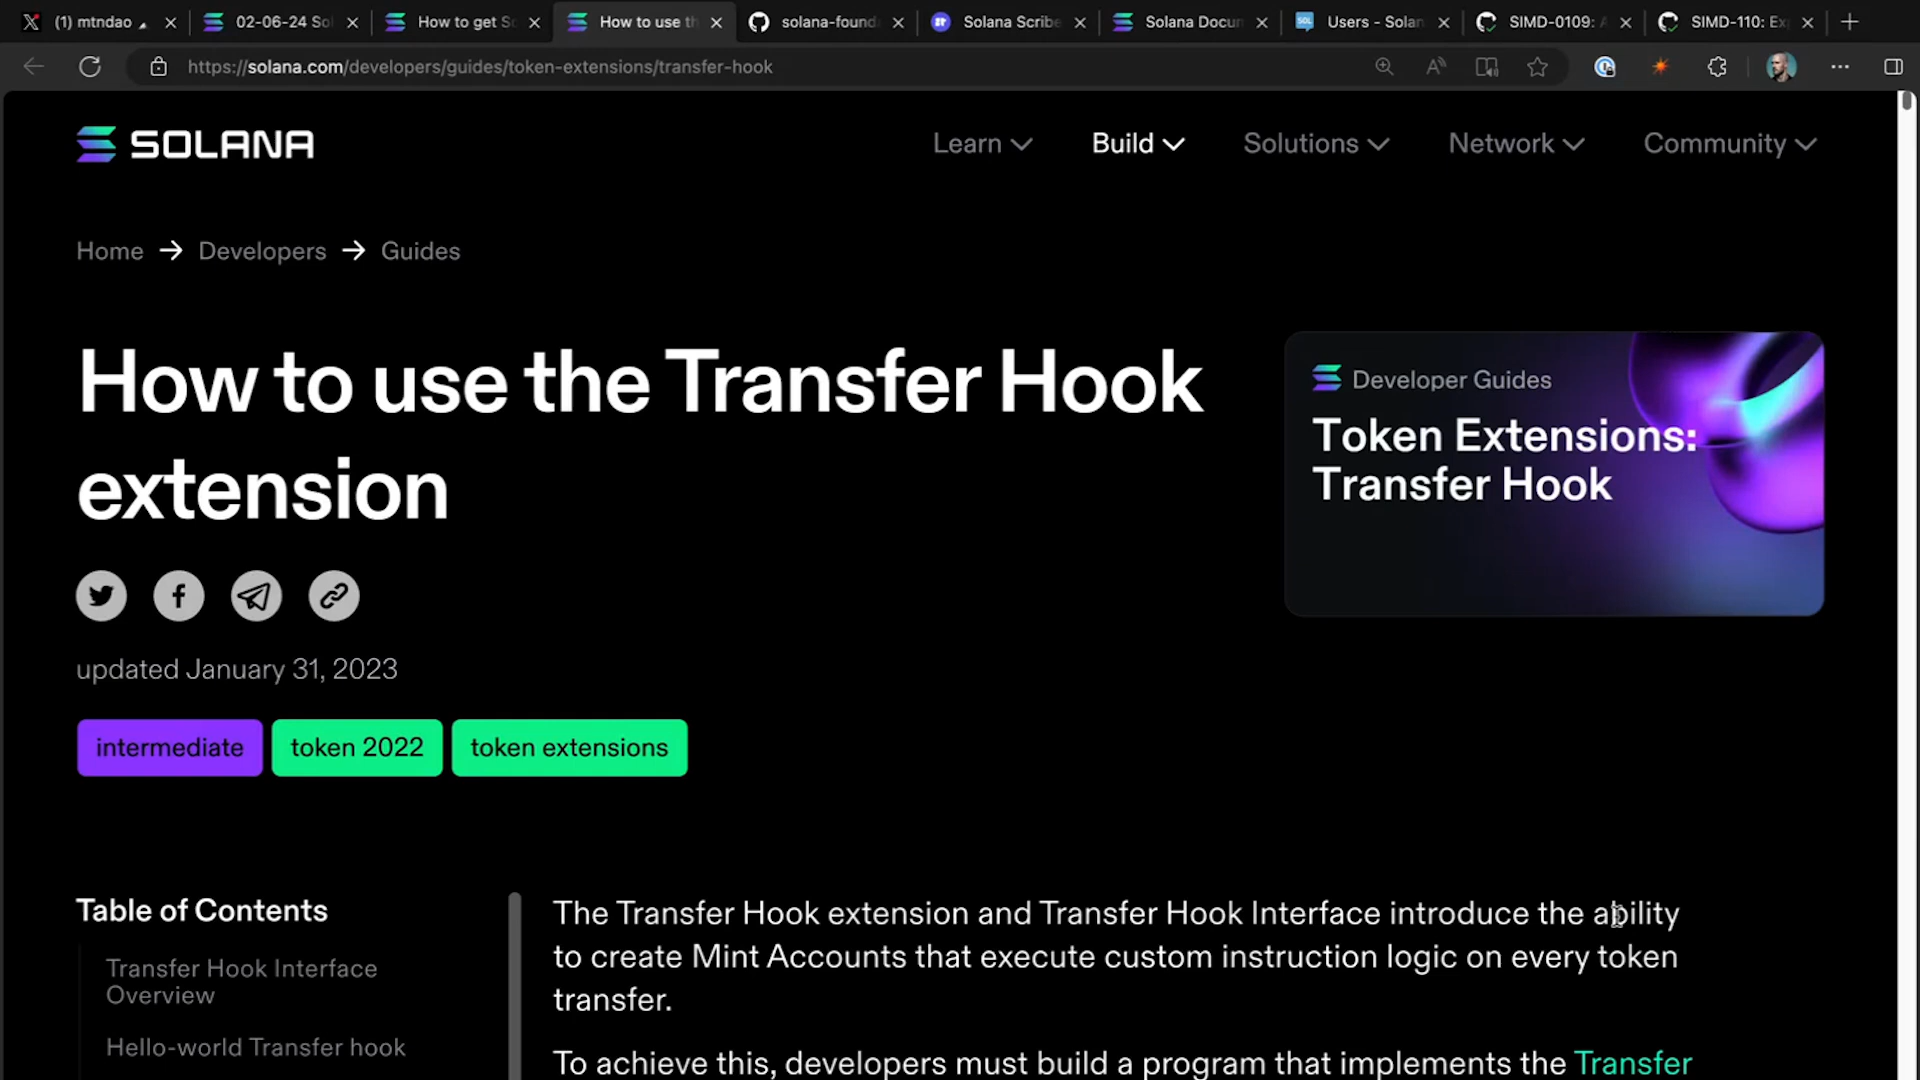 (1) mtndao
02-06-24 Sol
How to get S
How to use th
solana-found
Solana Scribe
Solana Docum
Users - Solan
SIMD-0109: A
SIMD-110: Ex
https://solana.com/developers/guides/token-extensions/transfer-hook
SOLANA
Learn
Build
Solutions
Network
Community
Home → Developers → Guides
How to use the Transfer Hook
extension
Developer Guides
Token Extensions:
Transfer Hook
updated January 31, 2023
intermediate
token 2022
token extensions
Table of Contents
Transfer Hook Interface
Overview
Hello-world Transfer hook
The Transfer Hook extension and Transfer Hook Interface introduce the ability
to create Mint Accounts that execute custom instruction logic on every token
transfer.
To achieve this, developers must build a program that implements the Transfer